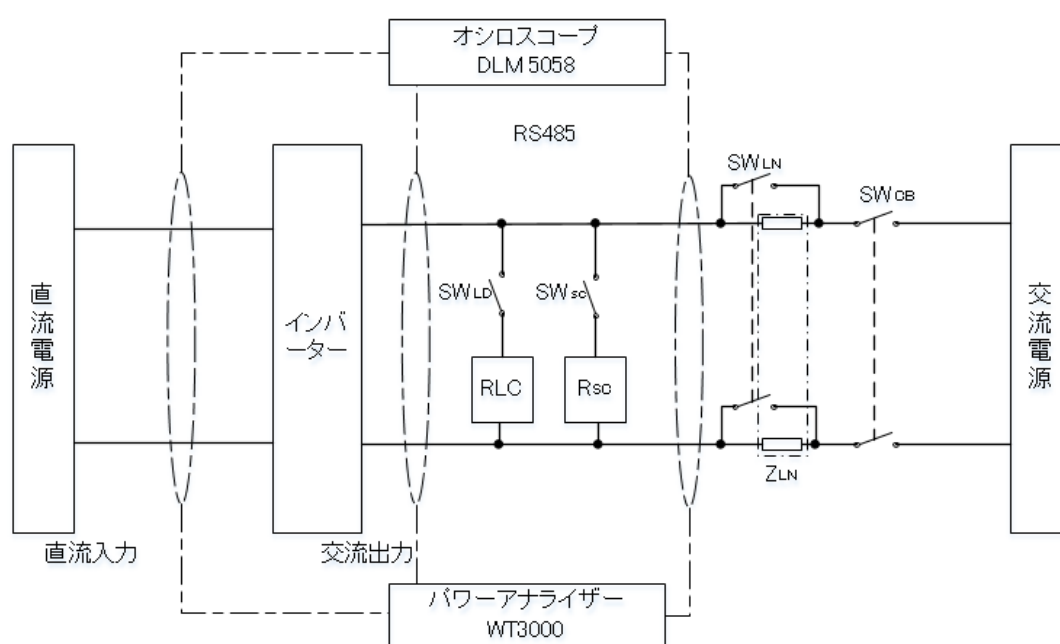 オシロスコープ
DLM 5058
RS485
SWLN
SWCB
直流電源
インバ
ーター
SWLD
SWsc
RLC
Rsc
交流電源
ZLN
直流入力
交流出力
パワーアナライザー
WT3000